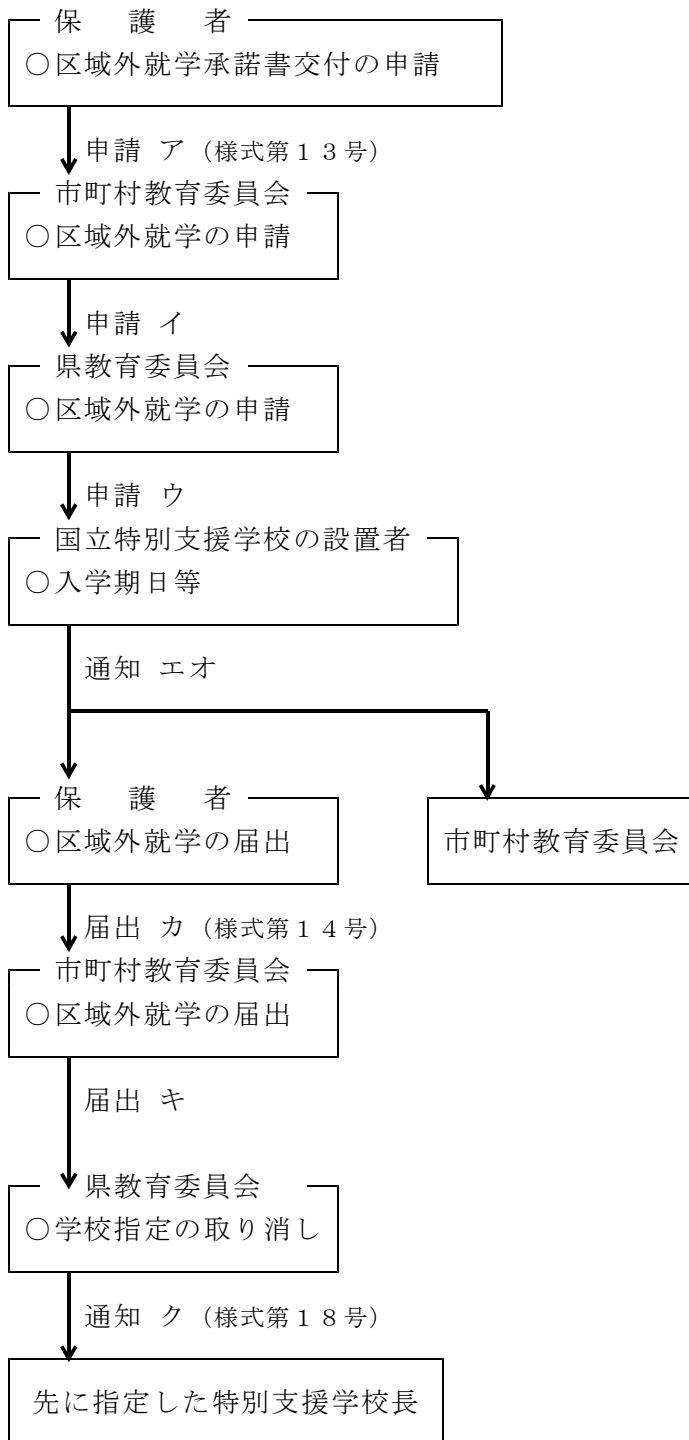 保　護　者
○区域外就学承諾書交付の申請
申請 ア（様式第１３号）
市町村教育委員会
○区域外就学の申請
申請 イ
県教育委員会
○区域外就学の申請
申請 ウ
国立特別支援学校の設置者
○入学期日等
通知 エオ
保　護　者
○区域外就学の届出
市町村教育委員会
届出 カ（様式第１４号）
市町村教育委員会
○区域外就学の届出
届出 キ
県教育委員会
○学校指定の取り消し
通知 ク（様式第１８号）
先に指定した特別支援学校長